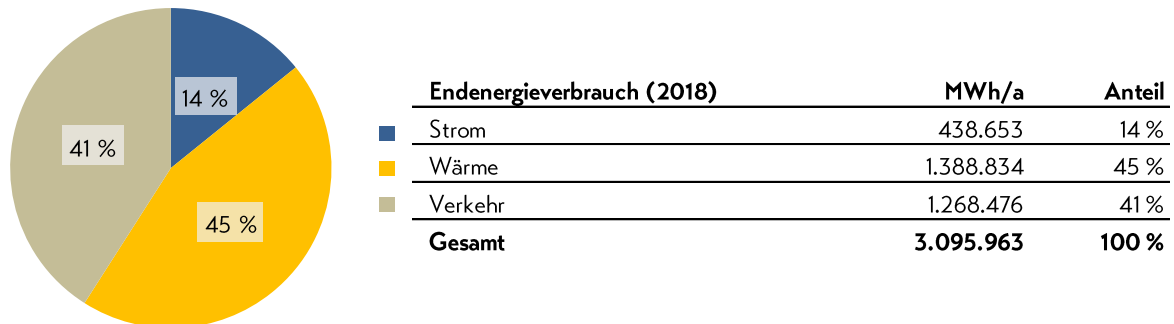 14 %
41 %
45 %
Endenergieverbrauch (2018) MWh/a Anteil
Strom 438.653 14 %
Wärme 1.388.834 45 %
Verkehr 1.268.476 41 %
Gesamt 3.095.963 100 %